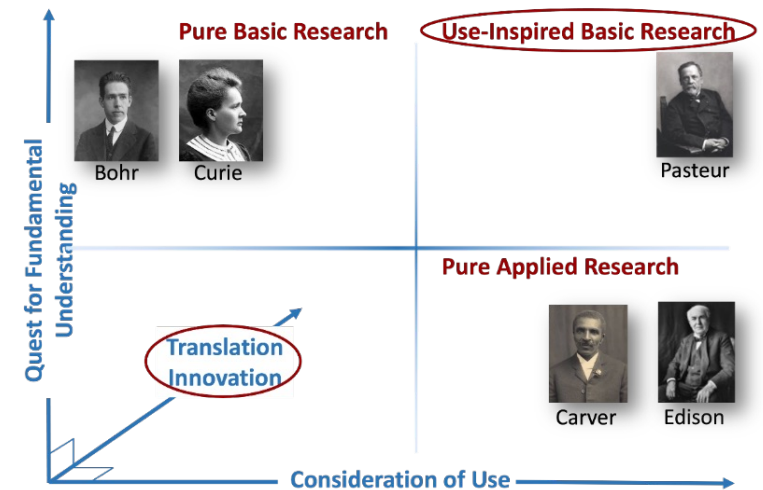 Pure Basic Research
Use-Inspired Basic Research
Bohr
Curie
Pasteur
Quest for Fundamental
Understanding
Pure Applied Research
Translation
Innovation
Carver
Edison
Consideration of Use